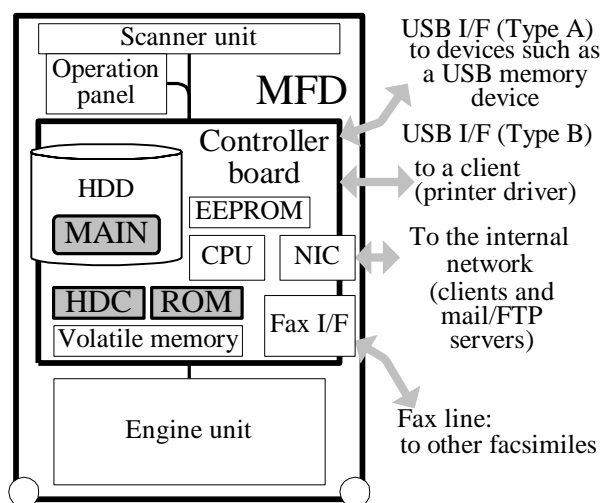 Scanner unit
Operation
panel
MFD
Controller
board
HDD
MAIN
EEPROM
CPU
NIC
HDC
ROM
Volatile memory
Fax I/F
Engine unit
USB I/F (Type A)
to devices such as
a USB memory
device
USB I/F (Type B)
to a client
(printer driver)
To the internal
network
(clients and
mail/FTP
servers)
Fax line:
to other facsimiles